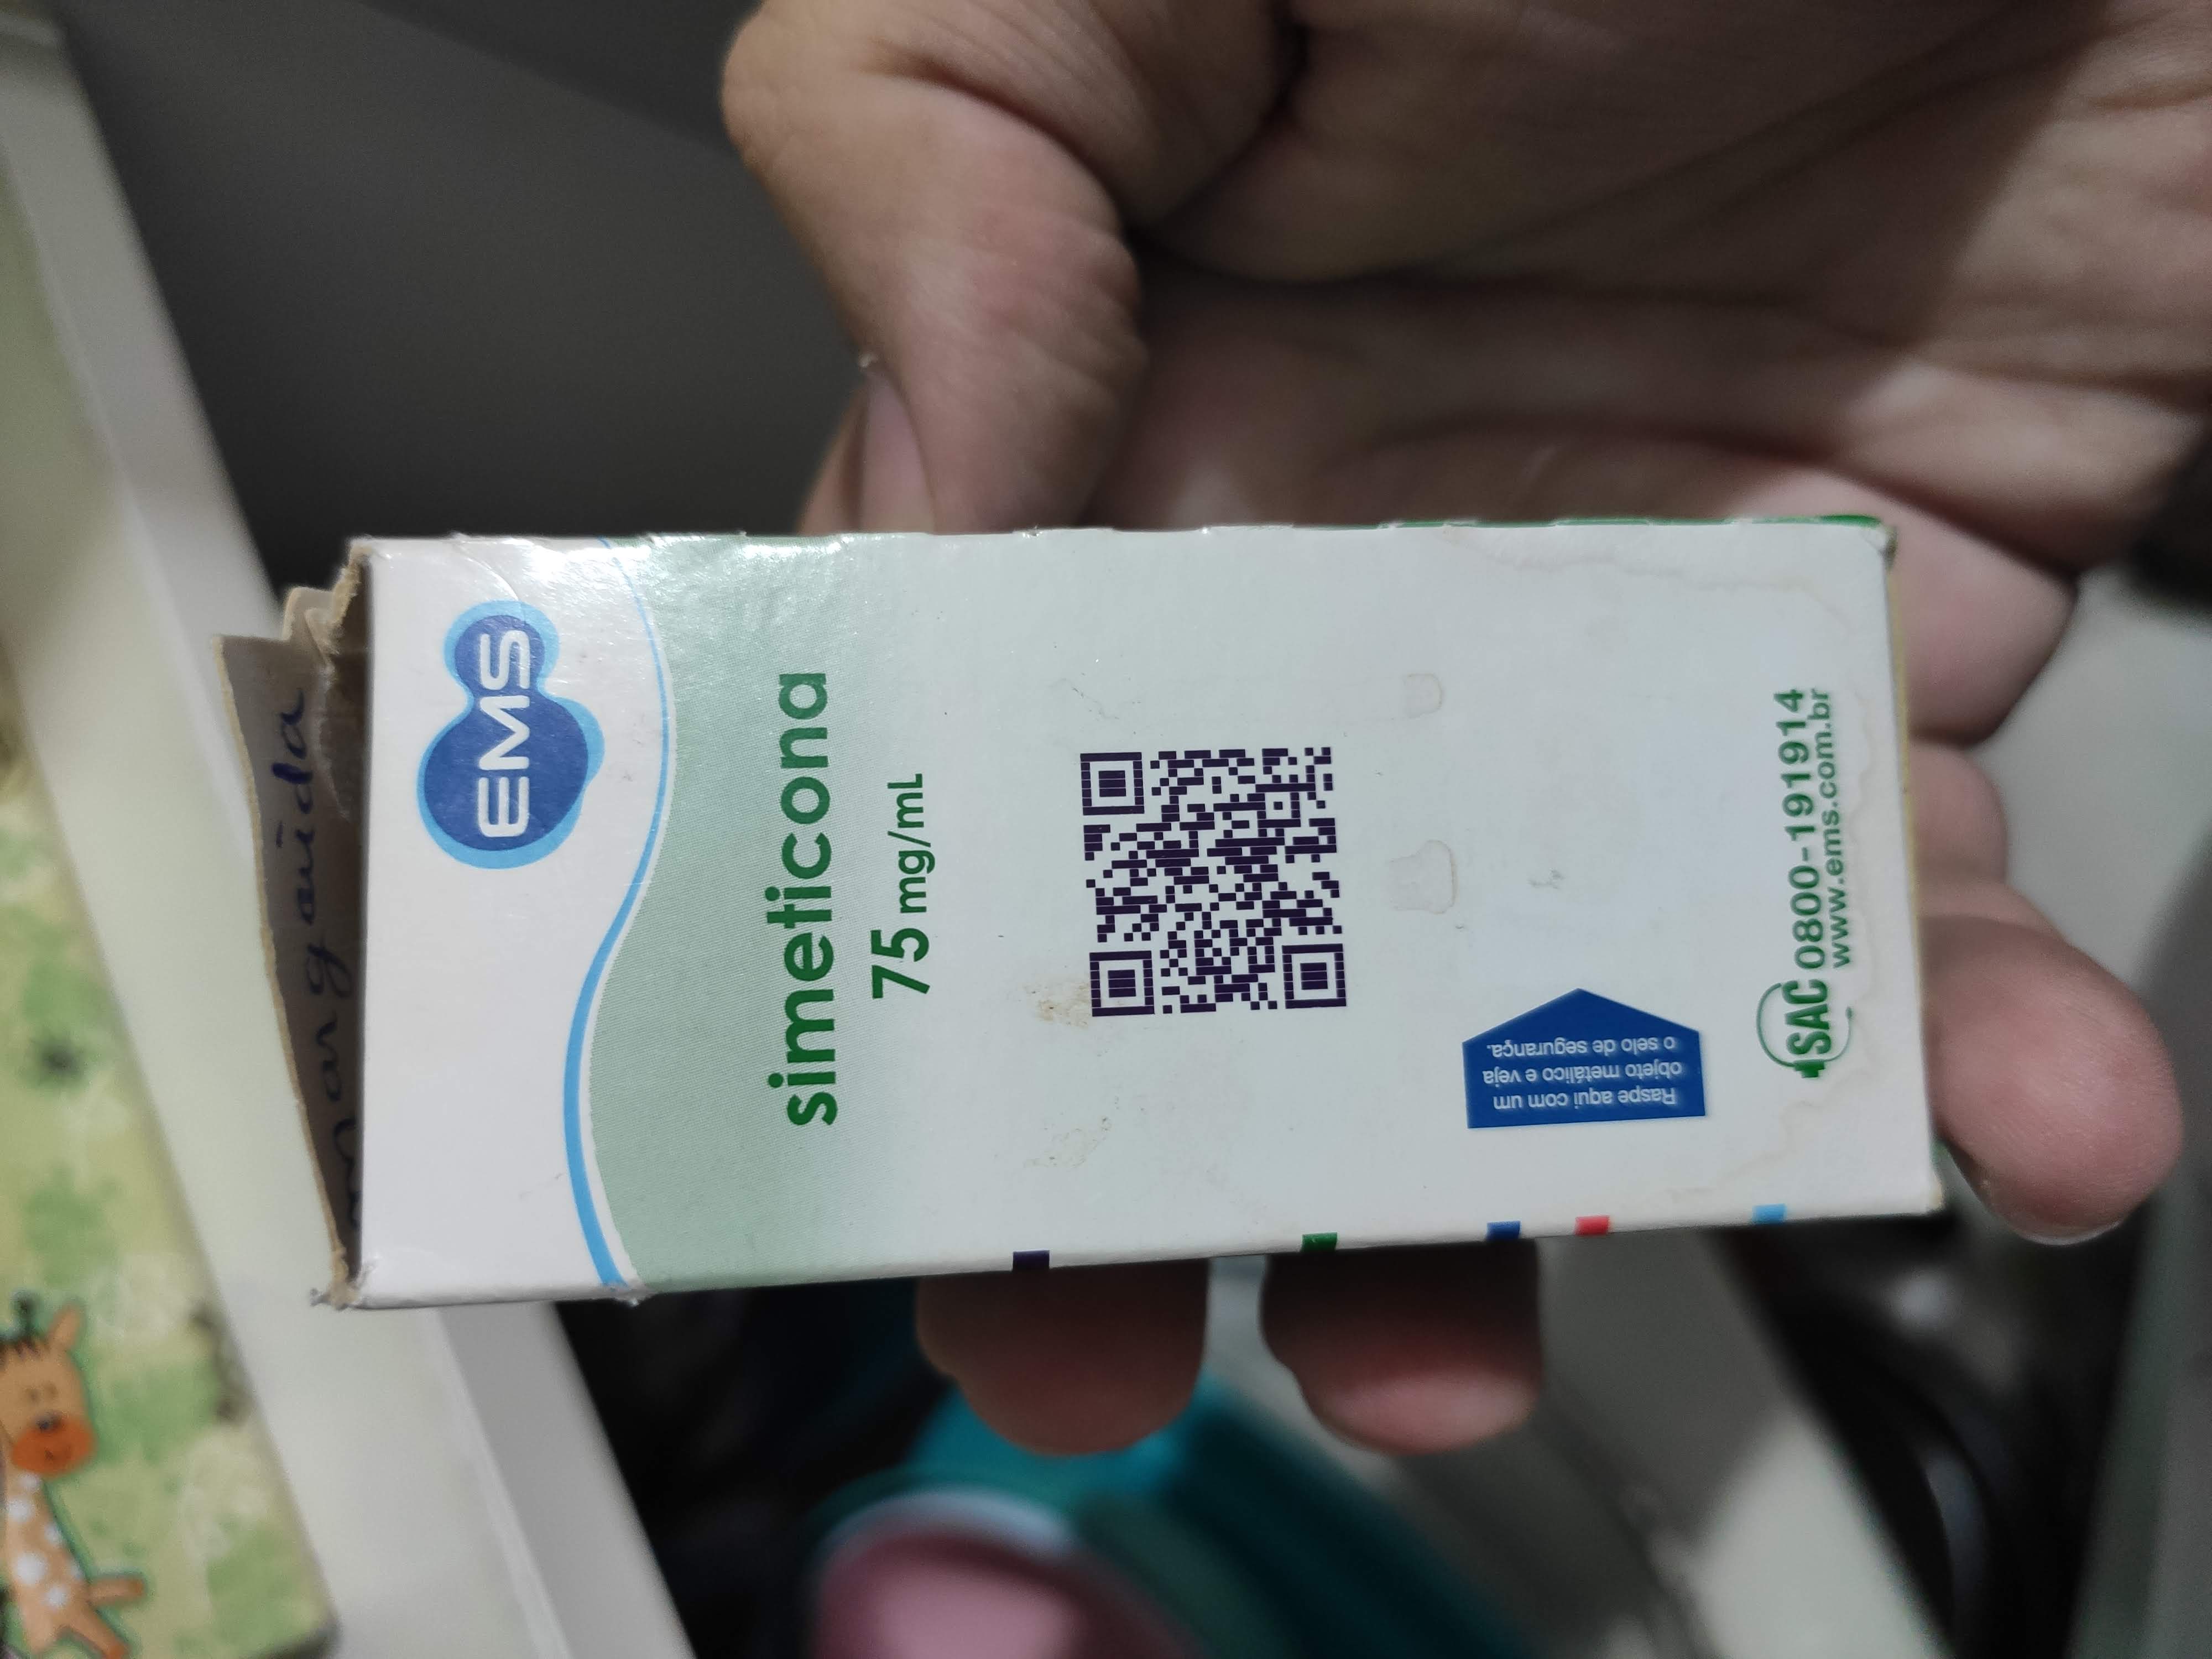 margarida
EMS
simeticona
75 mg/mL
Raspe aqui com um
objeto metálico e veja
o selo de segurança.
SAC 0800-191914
www.ems.com.br